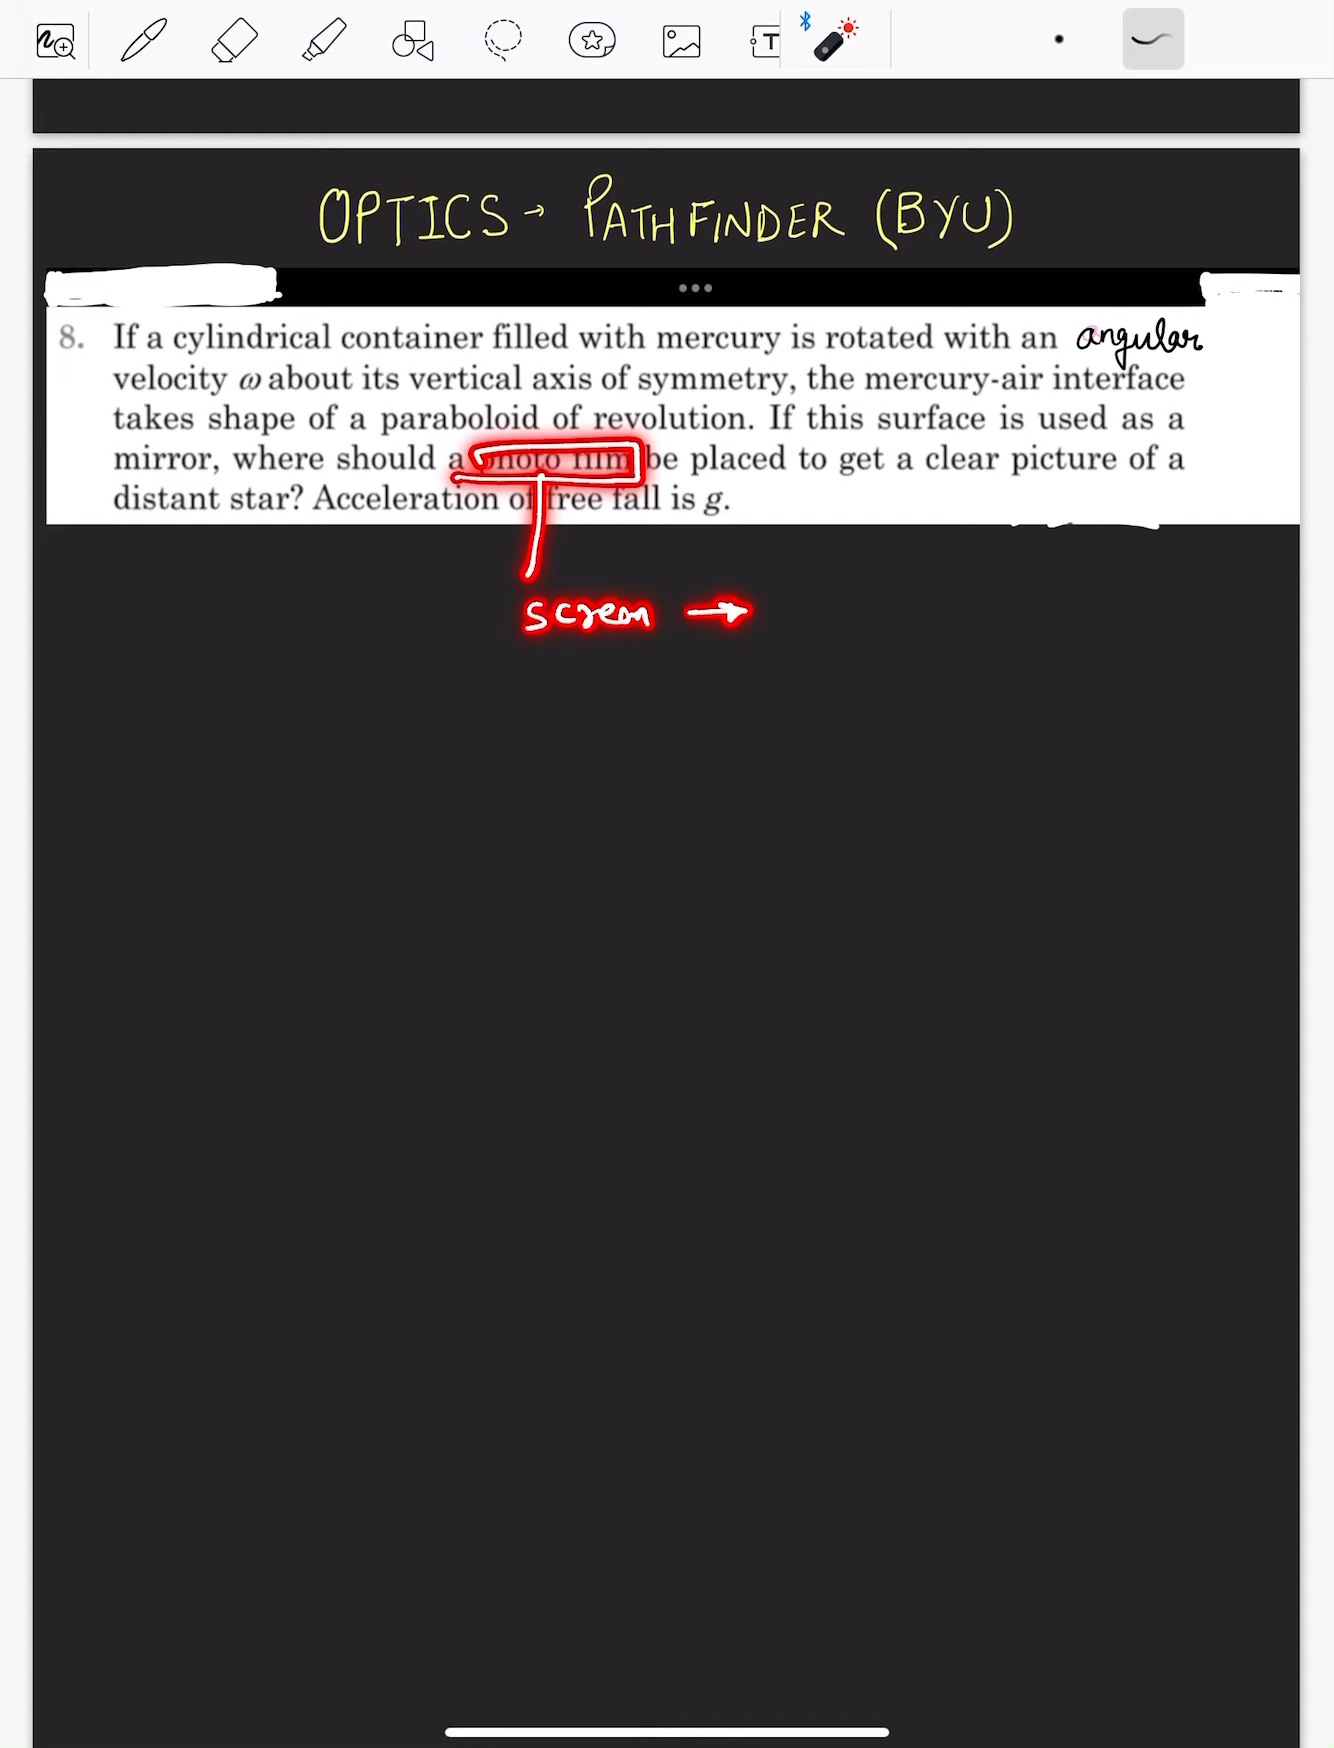 OPTICS → PATHFINDER (BYU)
8. If a cylindrical container filled with mercury is rotated with an angular
velocity ω about its vertical axis of symmetry, the mercury-air interface
takes shape of a paraboloid of revolution. If this surface is used as a
mirror, where should a photo film be placed to get a clear picture of a
distant star? Acceleration of free fall is g.
screen →